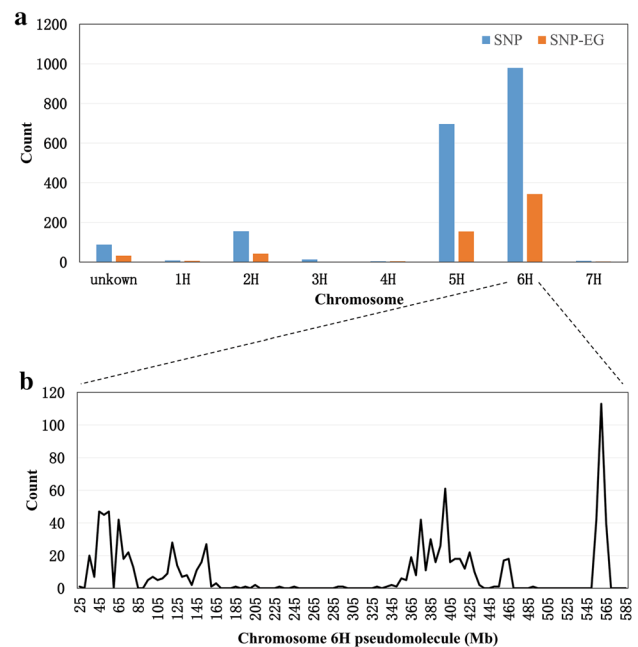 a
1200
1000
800
600
400
200
0
Count
SNP SNP-EG
unkown 1H 2H 3H 4H 5H 6H 7H
Chromosome
b
120
100
80
60
40
20
0
Count
25 45 65 85 105 125 145 165 185 205 225 245 265 285 305 325 345 365 385 405 425 445 465 485 505 525 545 565 585
Chromosome 6H pseudomolecule (Mb)